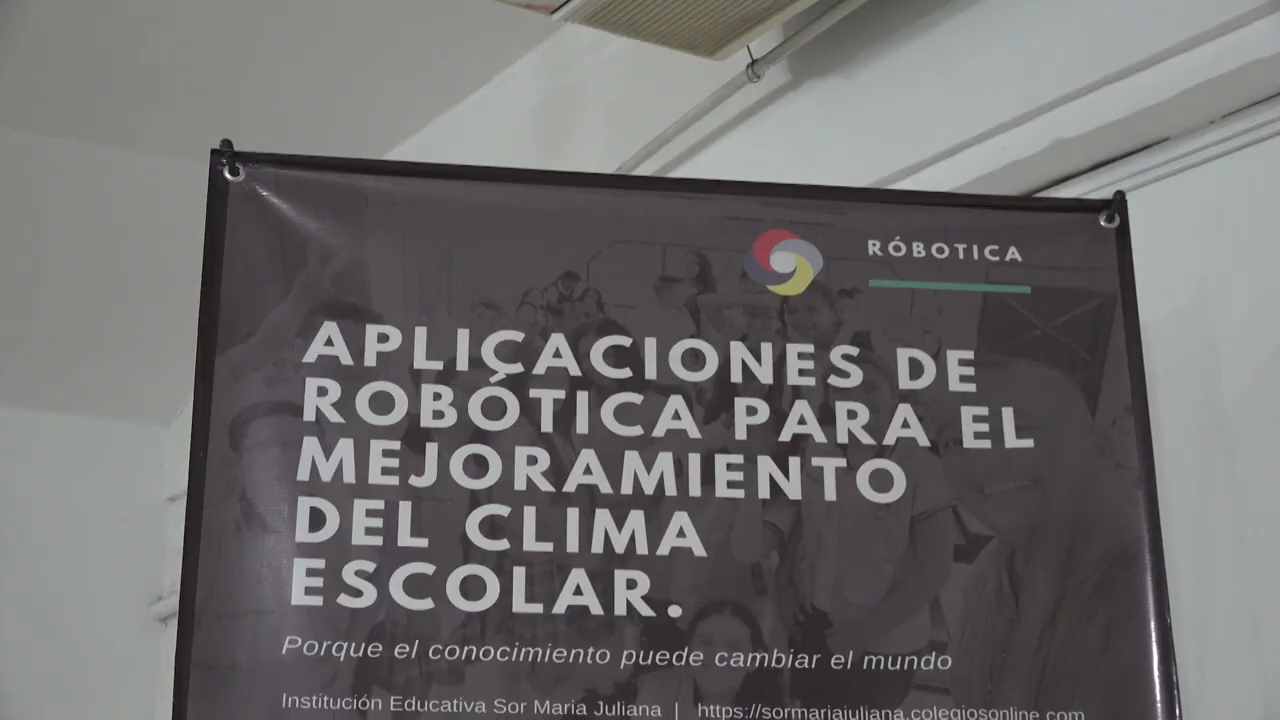 RÓBOTICA
APLICACIONES DE
ROBÓTICA PARA EL
MEJORAMIENTO
DEL CLIMA
ESCOLAR.
Porque el conocimiento puede cambiar el mundo
Institución Educativa Sor Maria Juliana | https://sormariajuliana.colegiosonline.com